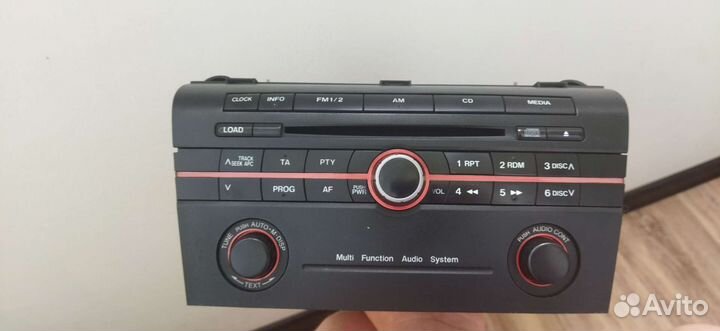 CLOCK INFO FM1/2 AM CD MEDIA
LOAD
∧ TRACK SEEK APC TA PTY 1 RPT 2 RDM 3 DISC∧
∨ PROG AF PUSH PWR VOL 4 ◀◀ 5 ▶▶ 6 DISC∨
TUNE PUSH AUTO-M DISP TEXT
PUSH AUDIO CONT
Multi Function Audio System
Avito